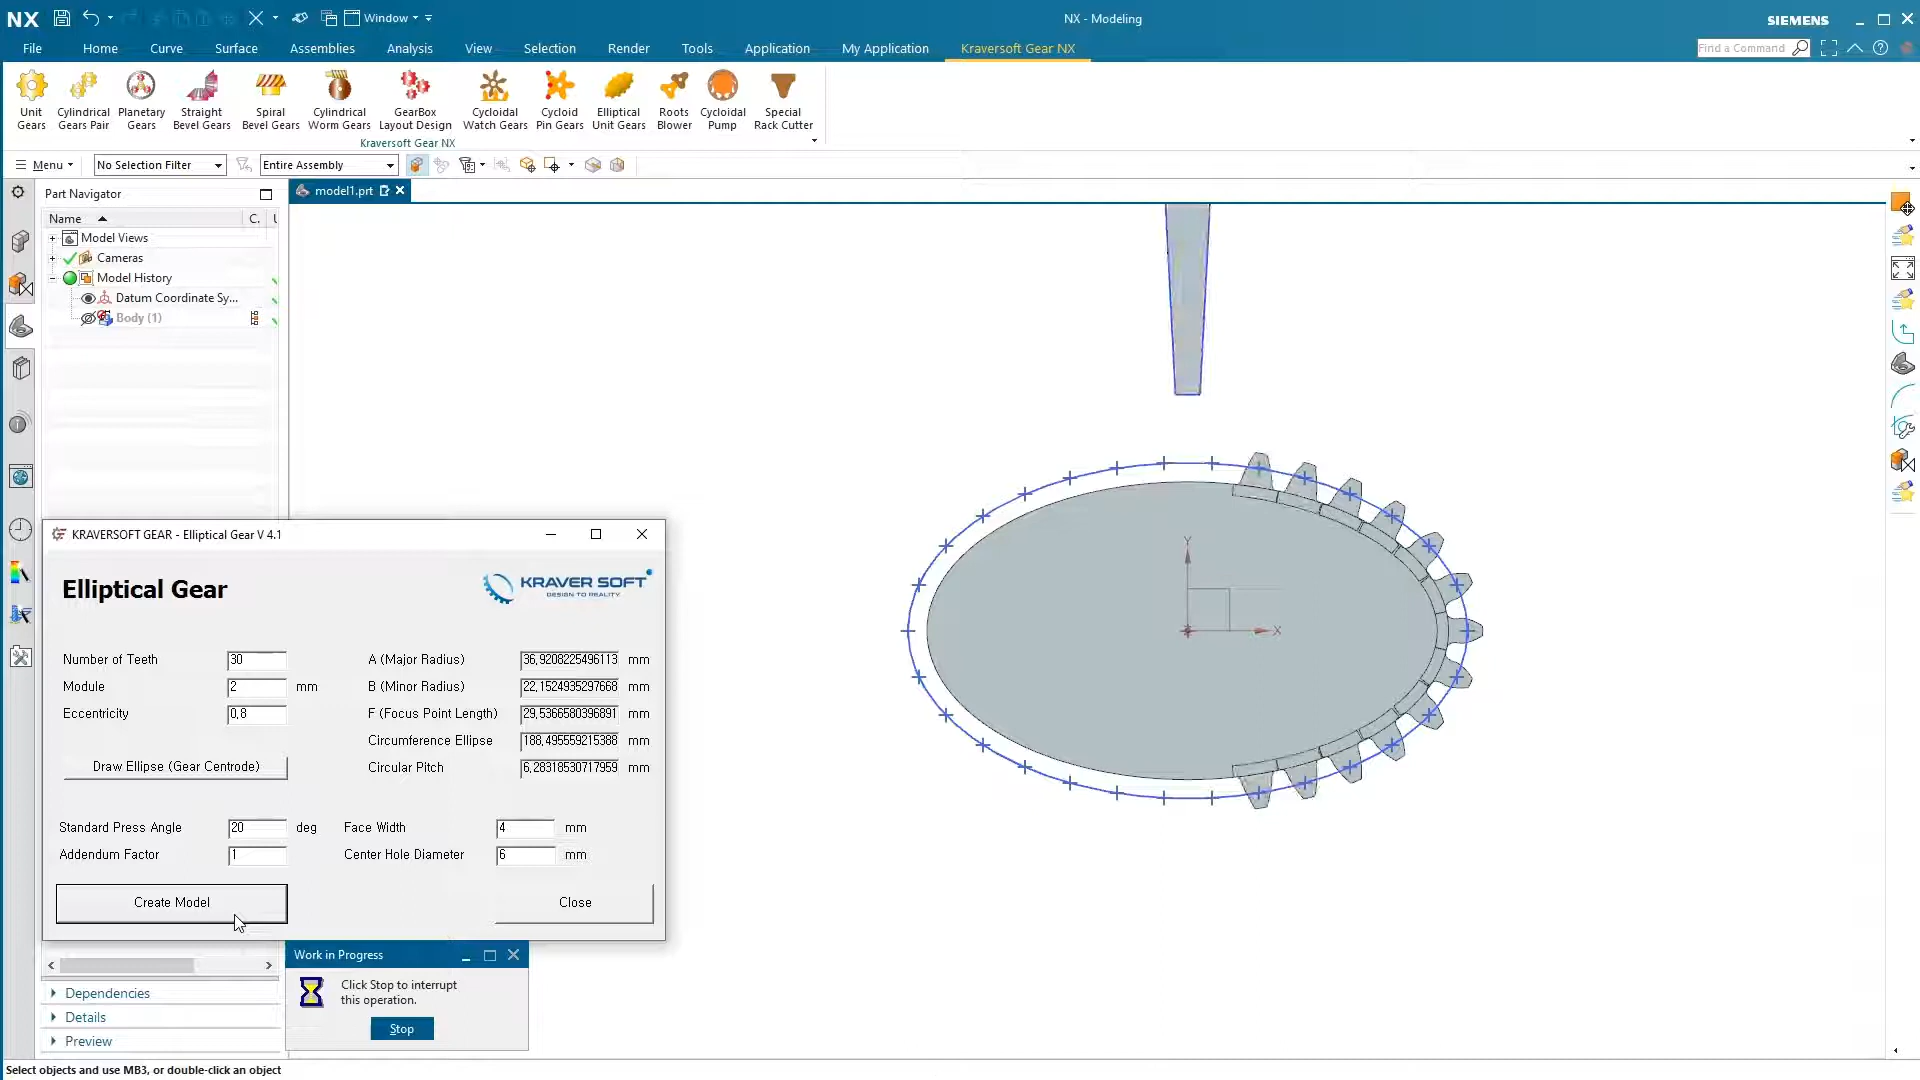 NX
Window
NX - Modeling
SIEMENS
File
Home
Curve
Surface
Assemblies
Analysis
View
Selection
Render
Tools
Application
My Application
Kraversoft Gear NX
Find a Command
Unit
Gears
Cylindrical
Gears Pair
Planetary
Gears
Straight
Bevel Gears
Spiral
Bevel Gears
Cylindrical
Worm Gears
GearBox
Layout Design
Cycloidal
Watch Gears
Cycloid
Pin Gears
Elliptical
Unit Gears
Roots
Blower
Cycloidal
Pump
Special
Rack Cutter
Kraversoft Gear NX
Menu
No Selection Filter
Entire Assembly
Part Navigator
model1.prt
Name
C.
Model Views
Cameras
Model History
Datum Coordinate Sy...
Body (1)
Y
X
KRAVERSOFT GEAR - Elliptical Gear V 4.1
Elliptical Gear
KRAVER SOFT
DESIGN TO REALITY
Number of Teeth 30
A (Major Radius) 36,9208225496113 mm
Module 2 mm
B (Minor Radius) 22,1524935297668 mm
Eccentricity 0,8
F (Focus Point Length) 29,5366580396891 mm
Circumference Ellipse 188,495559215388 mm
Draw Ellipse (Gear Centrode)
Circular Pitch 6,28318530717959 mm
Standard Press Angle 20 deg
Face Width 4 mm
Addendum Factor 1
Center Hole Diameter 6 mm
Create Model
Close
Work in Progress
Click Stop to interrupt
this operation.
Stop
Dependencies
Details
Preview
Select objects and use MB3, or double-click an object